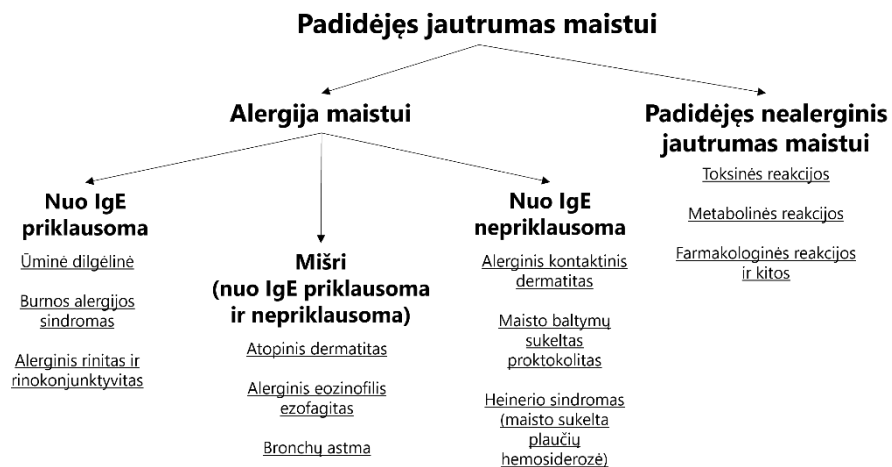 Padidėjęs jautrumas maistui
Alergija maistui
Padidėjęs nealerginis
jautrumas maistui
Toksinės reakcijos
Metabolinės reakcijos
Farmakologinės reakcijos
ir kitos
Nuo IgE
priklausoma
Ūminė dilgėlinė
Burnos alergijos
sindromas
Alerginis rinitas ir
rinokonjunktyvitas
Mišri
(nuo IgE priklausoma
ir nepriklausoma)
Atopinis dermatitas
Alerginis eozinofilis
ezofagitas
Bronchų astma
Nuo IgE
nepriklausoma
Alerginis kontaktinis
dermatitas
Maisto baltymų
sukeltas
proktokolitas
Heinerio sindromas
(maisto sukelta
plaučių
hemosiderozė)